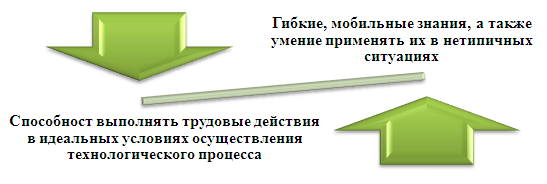 Гибкие, мобильные знания, а также
умение применять их в нетипичных
ситуациях
Способност выполнять трудовые действия
в идеальных условиях осуществления
технологического процесса